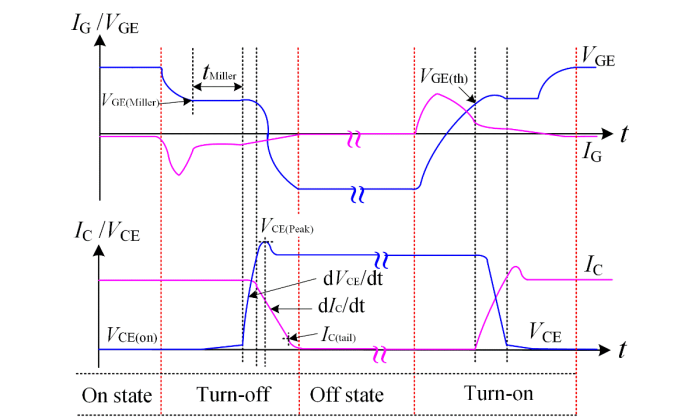 I_G / V_GE
t_Miller
V_GE
V_GE(th)
V_GE(Miller)
t
I_G
I_C / V_CE
V_CE(Peak)
I_C
dV_CE/dt
dI_C/dt
V_CE(on)
I_C(tail)
V_CE
t
On state Turn-off Off state Turn-on